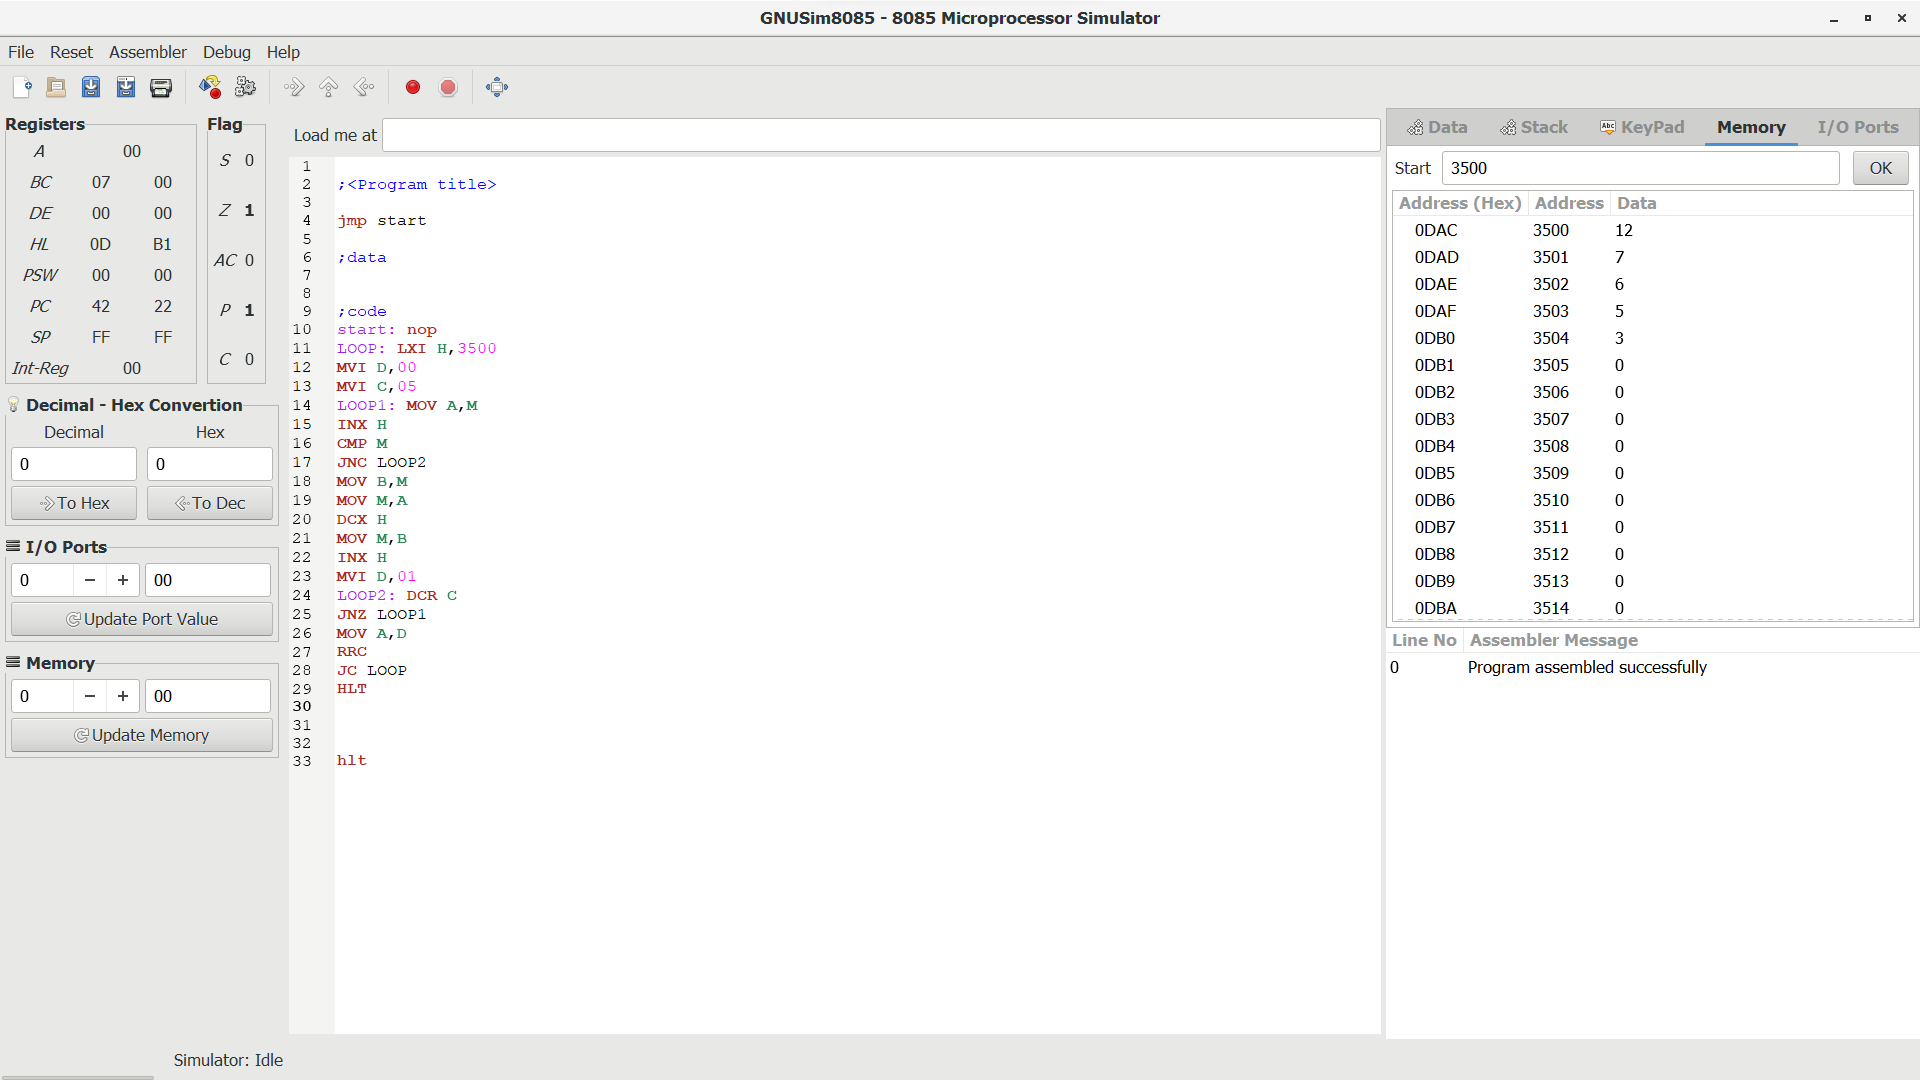 GNUSim8085 - 8085 Microprocessor Simulator
File Reset Assembler Debug Help
Registers
A 00
BC 07 00
DE 00 00
HL 0D B1
PSW 00 00
PC 42 22
SP FF FF
Int-Reg 00
Flag
S 0
Z 1
AC 0
P 1
C 0
Decimal - Hex Convertion
Decimal Hex
0 0
To Hex To Dec
I/O Ports
0 − + 00
Update Port Value
Memory
0 − + 00
Update Memory
Load me at
1
2 ;<Program title>
3
4 jmp start
5
6 ;data
7
8
9 ;code
10 start: nop
11 LOOP: LXI H,3500
12 MVI D,00
13 MVI C,05
14 LOOP1: MOV A,M
15 INX H
16 CMP M
17 JNC LOOP2
18 MOV B,M
19 MOV M,A
20 DCX H
21 MOV M,B
22 INX H
23 MVI D,01
24 LOOP2: DCR C
25 JNZ LOOP1
26 MOV A,D
27 RRC
28 JC LOOP
29 HLT
30
31
32
33 hlt
Data Stack Abc KeyPad Memory I/O Ports
Start 3500 OK
Address (Hex) Address Data
0DAC 3500 12
0DAD 3501 7
0DAE 3502 6
0DAF 3503 5
0DB0 3504 3
0DB1 3505 0
0DB2 3506 0
0DB3 3507 0
0DB4 3508 0
0DB5 3509 0
0DB6 3510 0
0DB7 3511 0
0DB8 3512 0
0DB9 3513 0
0DBA 3514 0
Line No Assembler Message
0 Program assembled successfully
Simulator: Idle